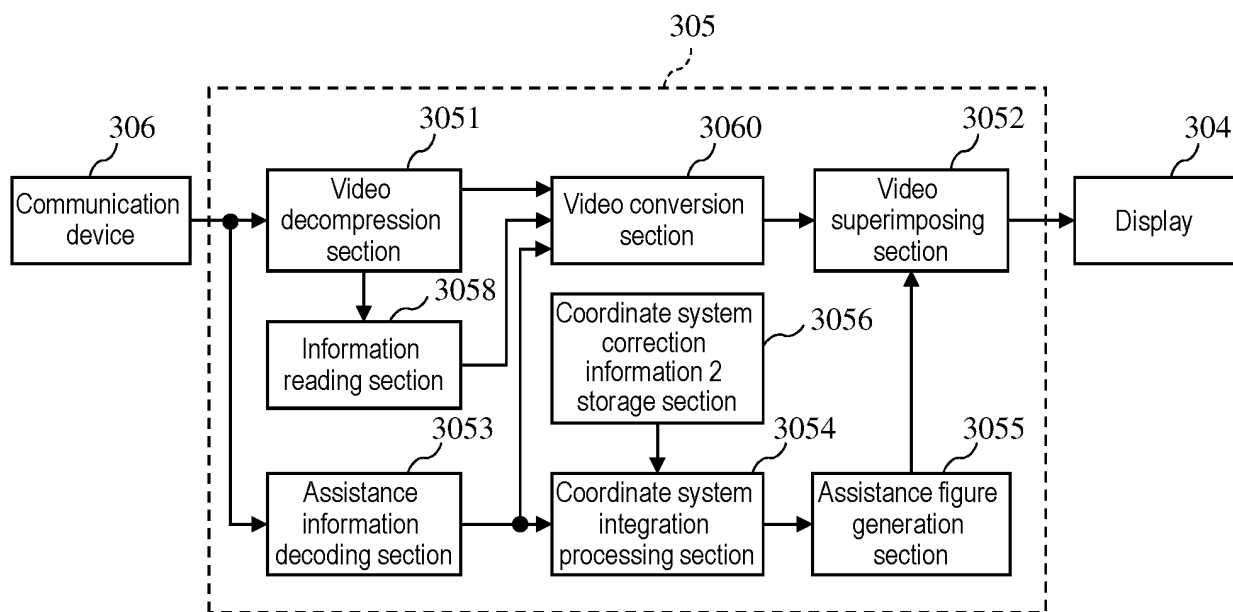 305
306
3051
3060
3052
304
Communication
device
Video
decompression
section
Video conversion
section
Video
superimposing
section
Display
3058
Information
reading section
Coordinate system
correction
information 2
storage section
3056
3053
Assistance
information
decoding section
3054
Coordinate system
integration
processing section
3055
Assistance figure
generation
section